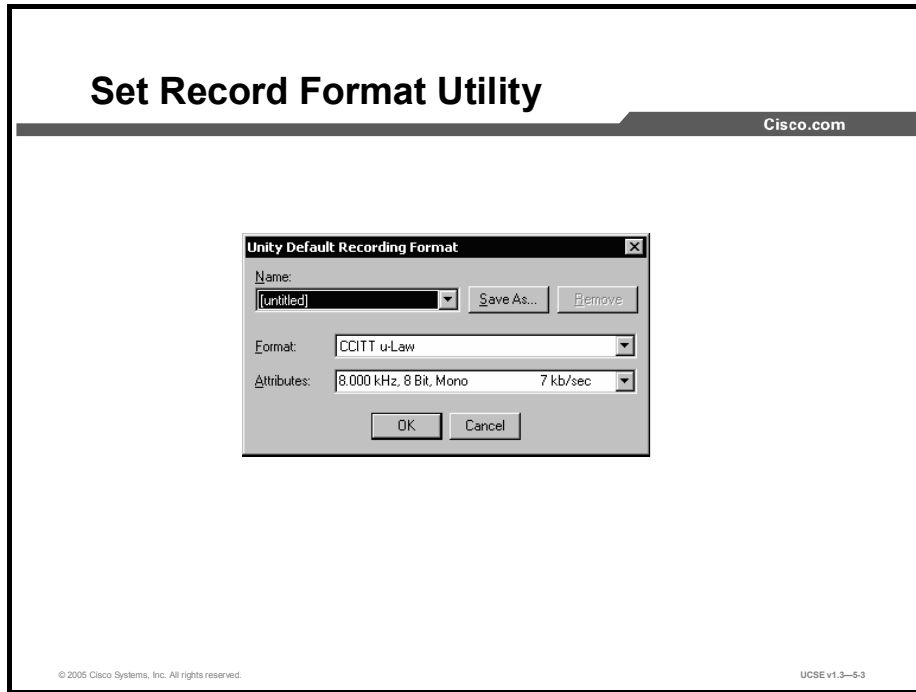 Set Record Format Utility
Cisco.com
Unity Default Recording Format
Name:
[untitled]
Save As...
Remove
Format:
CCITT u-Law
Attributes:
8.000 kHz, 8 Bit, Mono 7 kb/sec
OK
Cancel
© 2005 Cisco Systems, Inc. All rights reserved.
UCSE v1.3—5-3